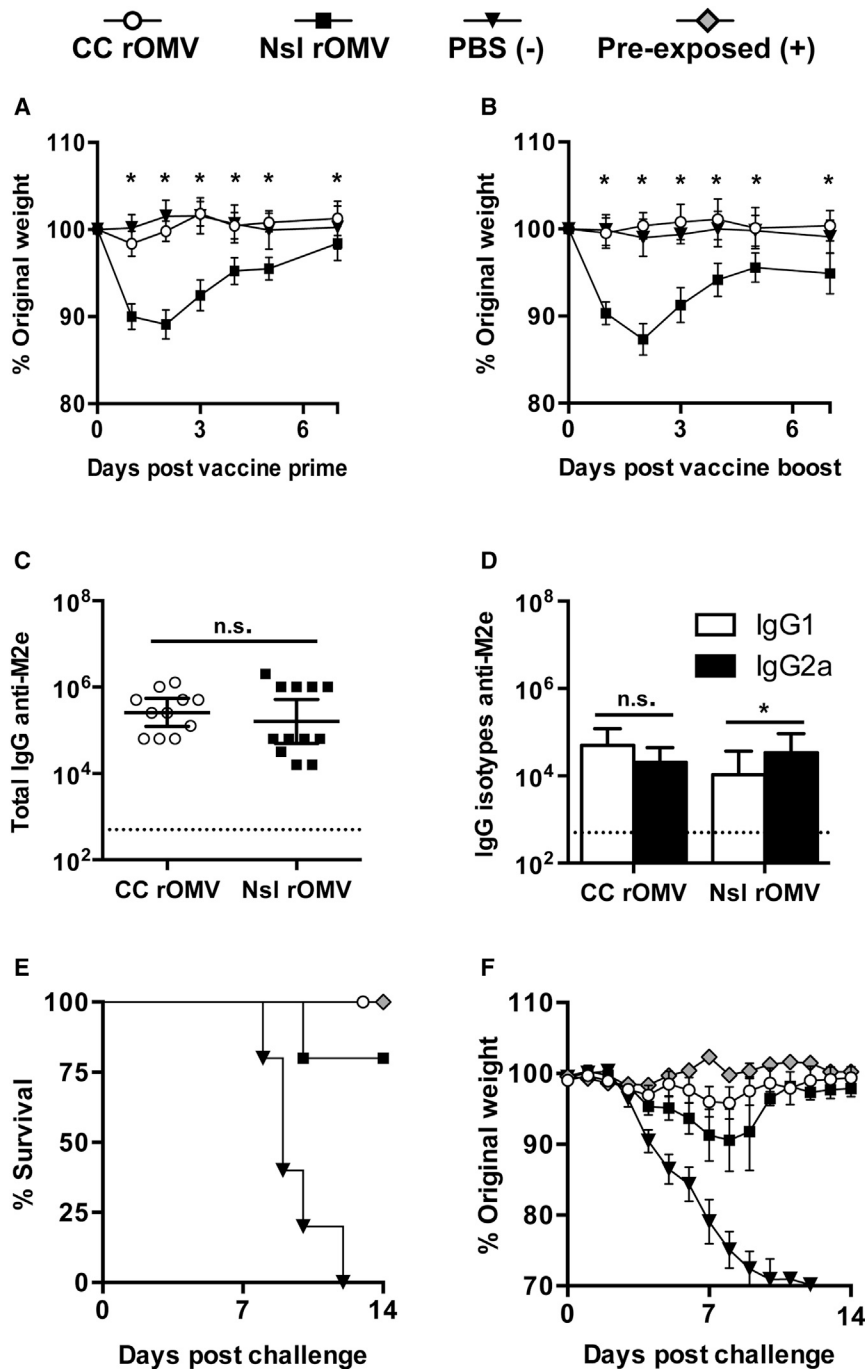 CC rOMV Nsl rOMV PBS (-) Pre-exposed (+)
A
110
100
90
80
% Original weight
* * * * * *
0 3 6
Days post vaccine prime
B
110
100
90
80
% Original weight
* * * * * *
0 3 6
Days post vaccine boost
C
10^8
10^6
10^4
10^2
Total IgG anti-M2e
n.s.
CC rOMV Nsl rOMV
D
10^8
10^6
10^4
10^2
IgG isotypes anti-M2e
IgG1
IgG2a
n.s.
*
CC rOMV Nsl rOMV
E
100
75
50
25
0
% Survival
0 7 14
Days post challenge
F
110
100
90
80
70
% Original weight
0 7 14
Days post challenge